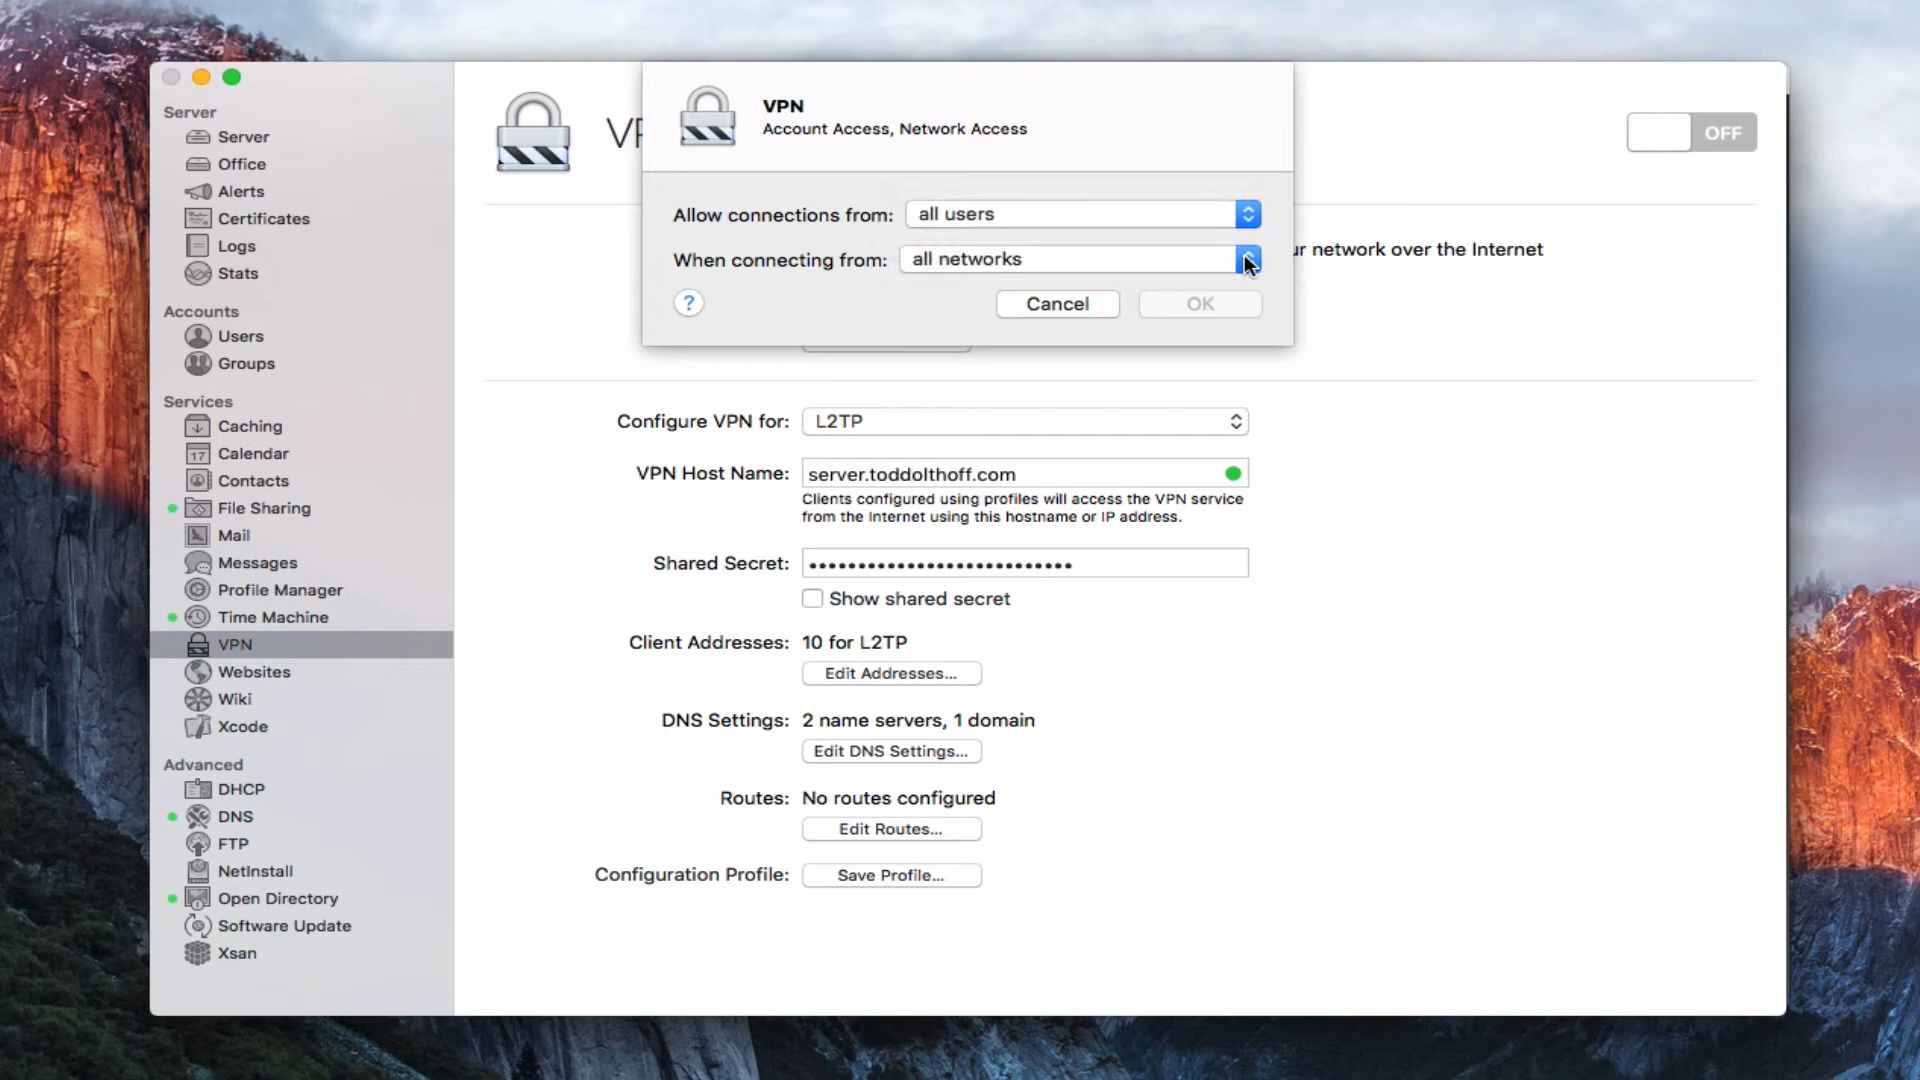 Server
Server
Office
Alerts
Certificates
Logs
Stats
Accounts
Users
Groups
Services
Caching
17 Calendar
Contacts
File Sharing
Mail
Messages
Profile Manager
Time Machine
VPN
Websites
Wiki
Xcode
Advanced
DHCP
DNS
FTP
NetInstall
Open Directory
Software Update
Xsan
OFF
VPN
Account Access, Network Access
Allow connections from: all users
When connecting from: all networks
? Cancel OK
network over the Internet
Configure VPN for: L2TP
VPN Host Name: server.toddolthoff.com
Clients configured using profiles will access the VPN service
from the Internet using this hostname or IP address.
Shared Secret: •••••••••••••••••••••••••••
Show shared secret
Client Addresses: 10 for L2TP
Edit Addresses...
DNS Settings: 2 name servers, 1 domain
Edit DNS Settings...
Routes: No routes configured
Edit Routes...
Configuration Profile: Save Profile...